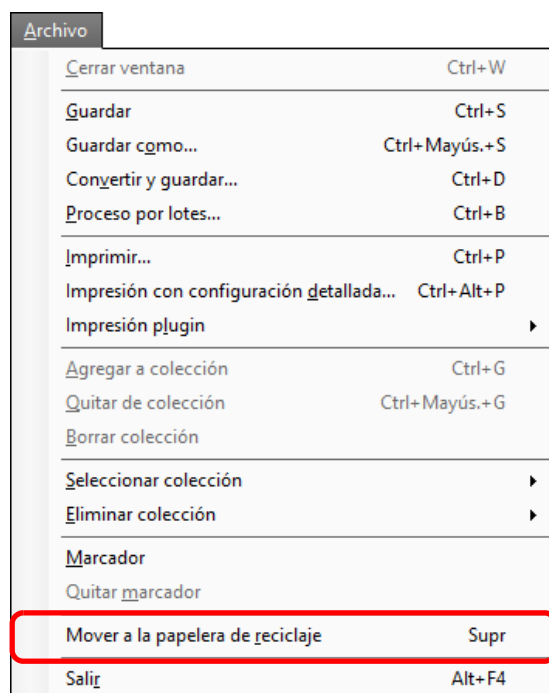 Archivo
Cerrar ventana Ctrl+W
Guardar Ctrl+S
Guardar como... Ctrl+Mayús.+S
Convertir y guardar... Ctrl+D
Proceso por lotes... Ctrl+B
Imprimir... Ctrl+P
Impresión con configuración detallada... Ctrl+Alt+P
Impresión plugin
Agregar a colección Ctrl+G
Quitar de colección Ctrl+Mayús.+G
Borrar colección
Seleccionar colección
Eliminar colección
Marcador
Quitar marcador
Mover a la papelera de reciclaje Supr
Salir Alt+F4